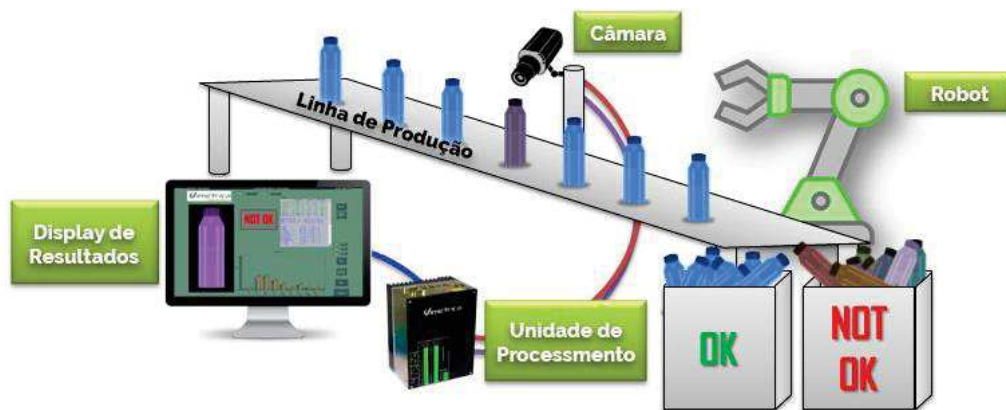 Câmara
Robot
Linha de Produção
NOT OK
Display de
Resultados
Unidade de
Processmento
OK
NOT
OK